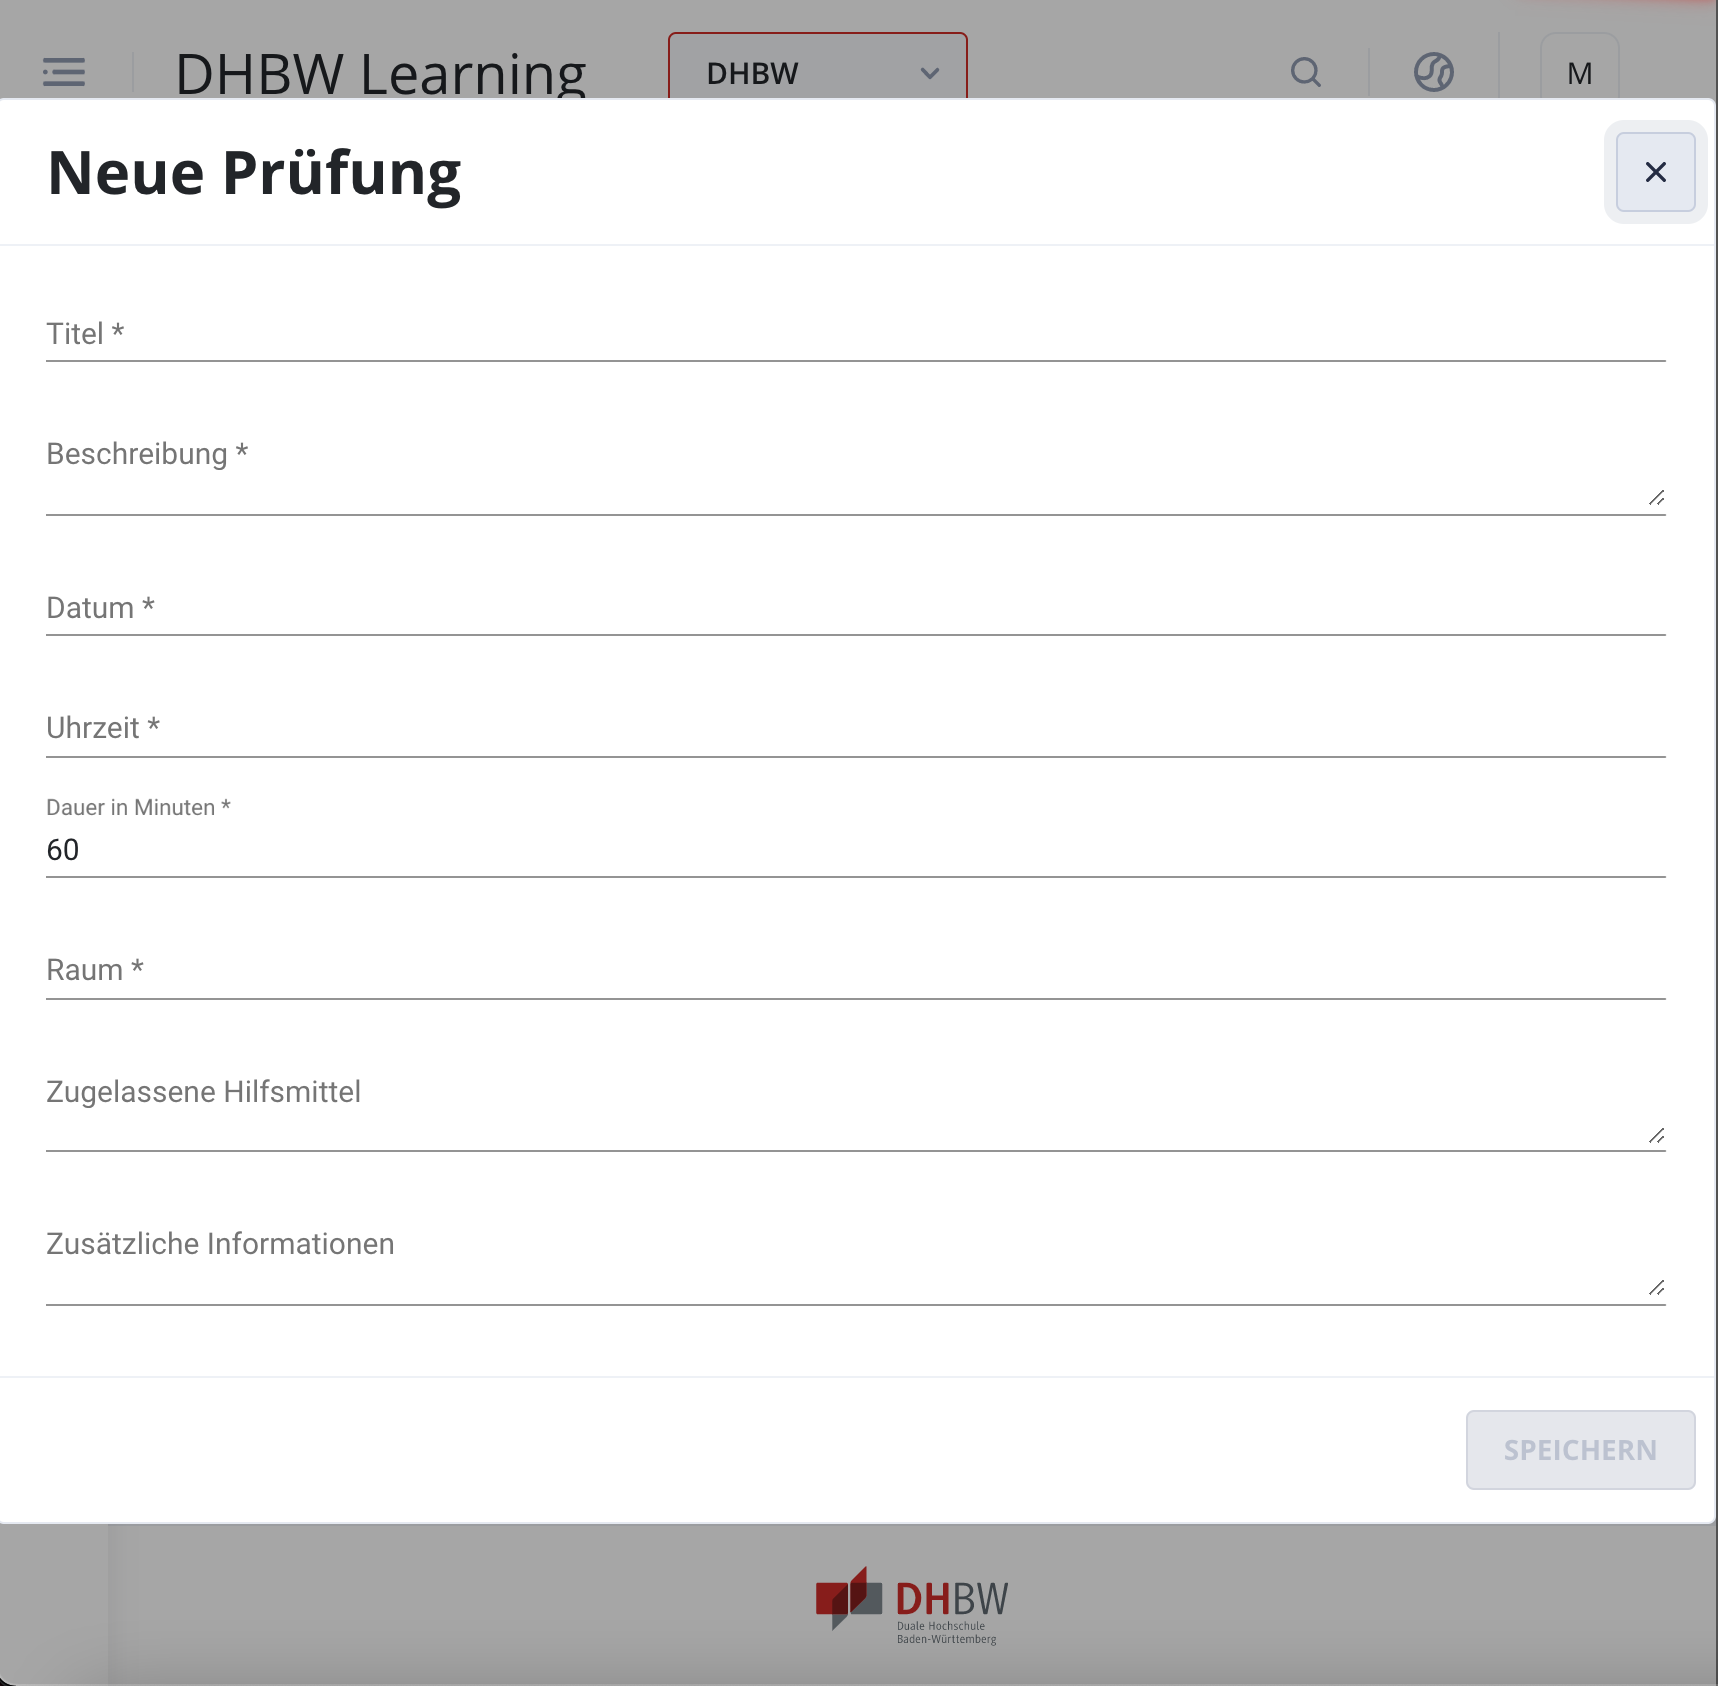 DHBW Learning
DHBW
M
Neue Prüfung
Titel *
Beschreibung *
Datum *
Uhrzeit *
Dauer in Minuten *
60
Raum *
Zugelassene Hilfsmittel
Zusätzliche Informationen
SPEICHERN
DHBW
Duale Hochschule
Baden-Württemberg